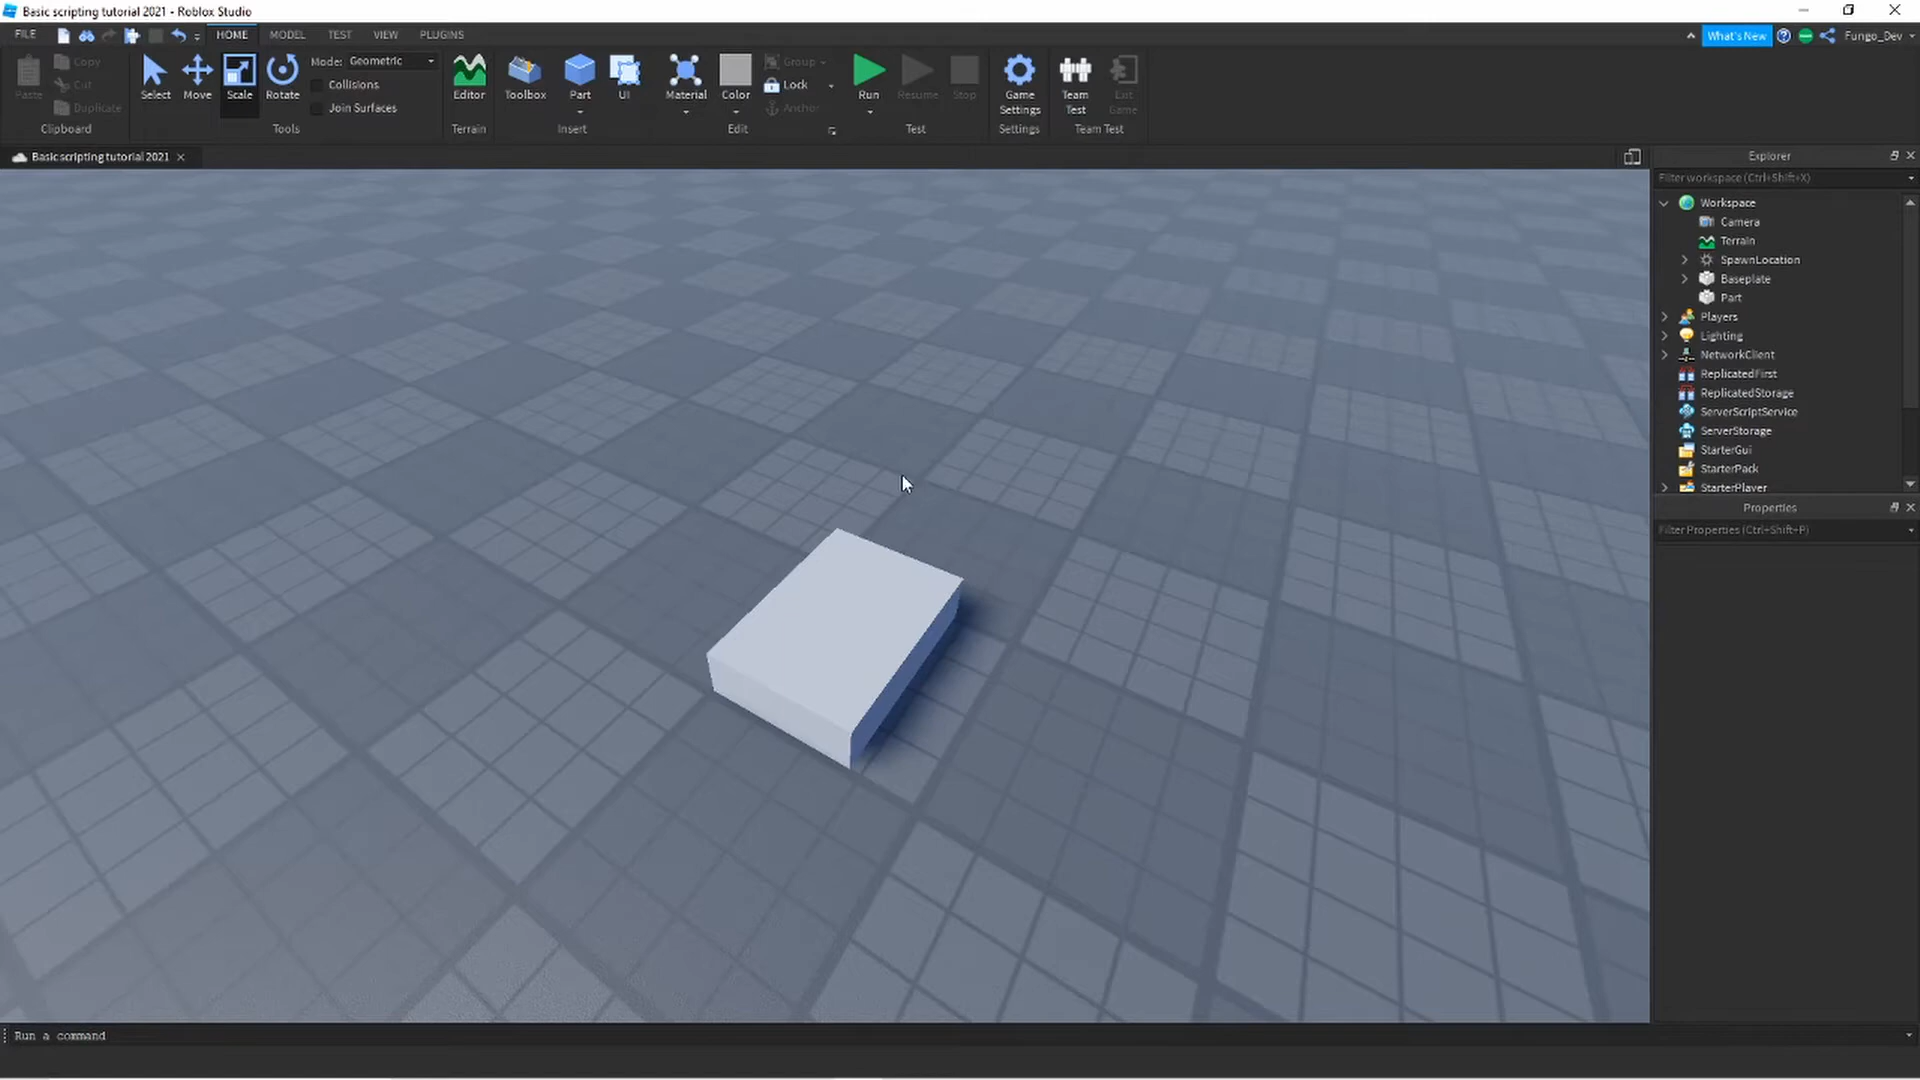 Basic scripting tutorial 2021 - Roblox Studio
FILE HOME MODEL TEST VIEW PLUGINS What's New Fungo_Dev
Paste Copy Cut Duplicate
Select Move Scale Rotate
Mode: Geometric
Collisions
Join Surfaces
Editor Toolbox Part UI Material Color
Group
Lock
Anchor
Run Resume Stop
Game Settings
Team Test
Exit Game
Clipboard Tools Terrain Insert Edit Test Settings Team Test
Basic scripting tutorial 2021
Explorer
Filter workspace (Ctrl+Shift+X)
Workspace
Camera
Terrain
SpawnLocation
Baseplate
Part
Players
Lighting
NetworkClient
ReplicatedFirst
ReplicatedStorage
ServerScriptService
ServerStorage
StarterGui
StarterPack
StarterPlayer
Properties
Filter Properties (Ctrl+Shift+P)
Run a command